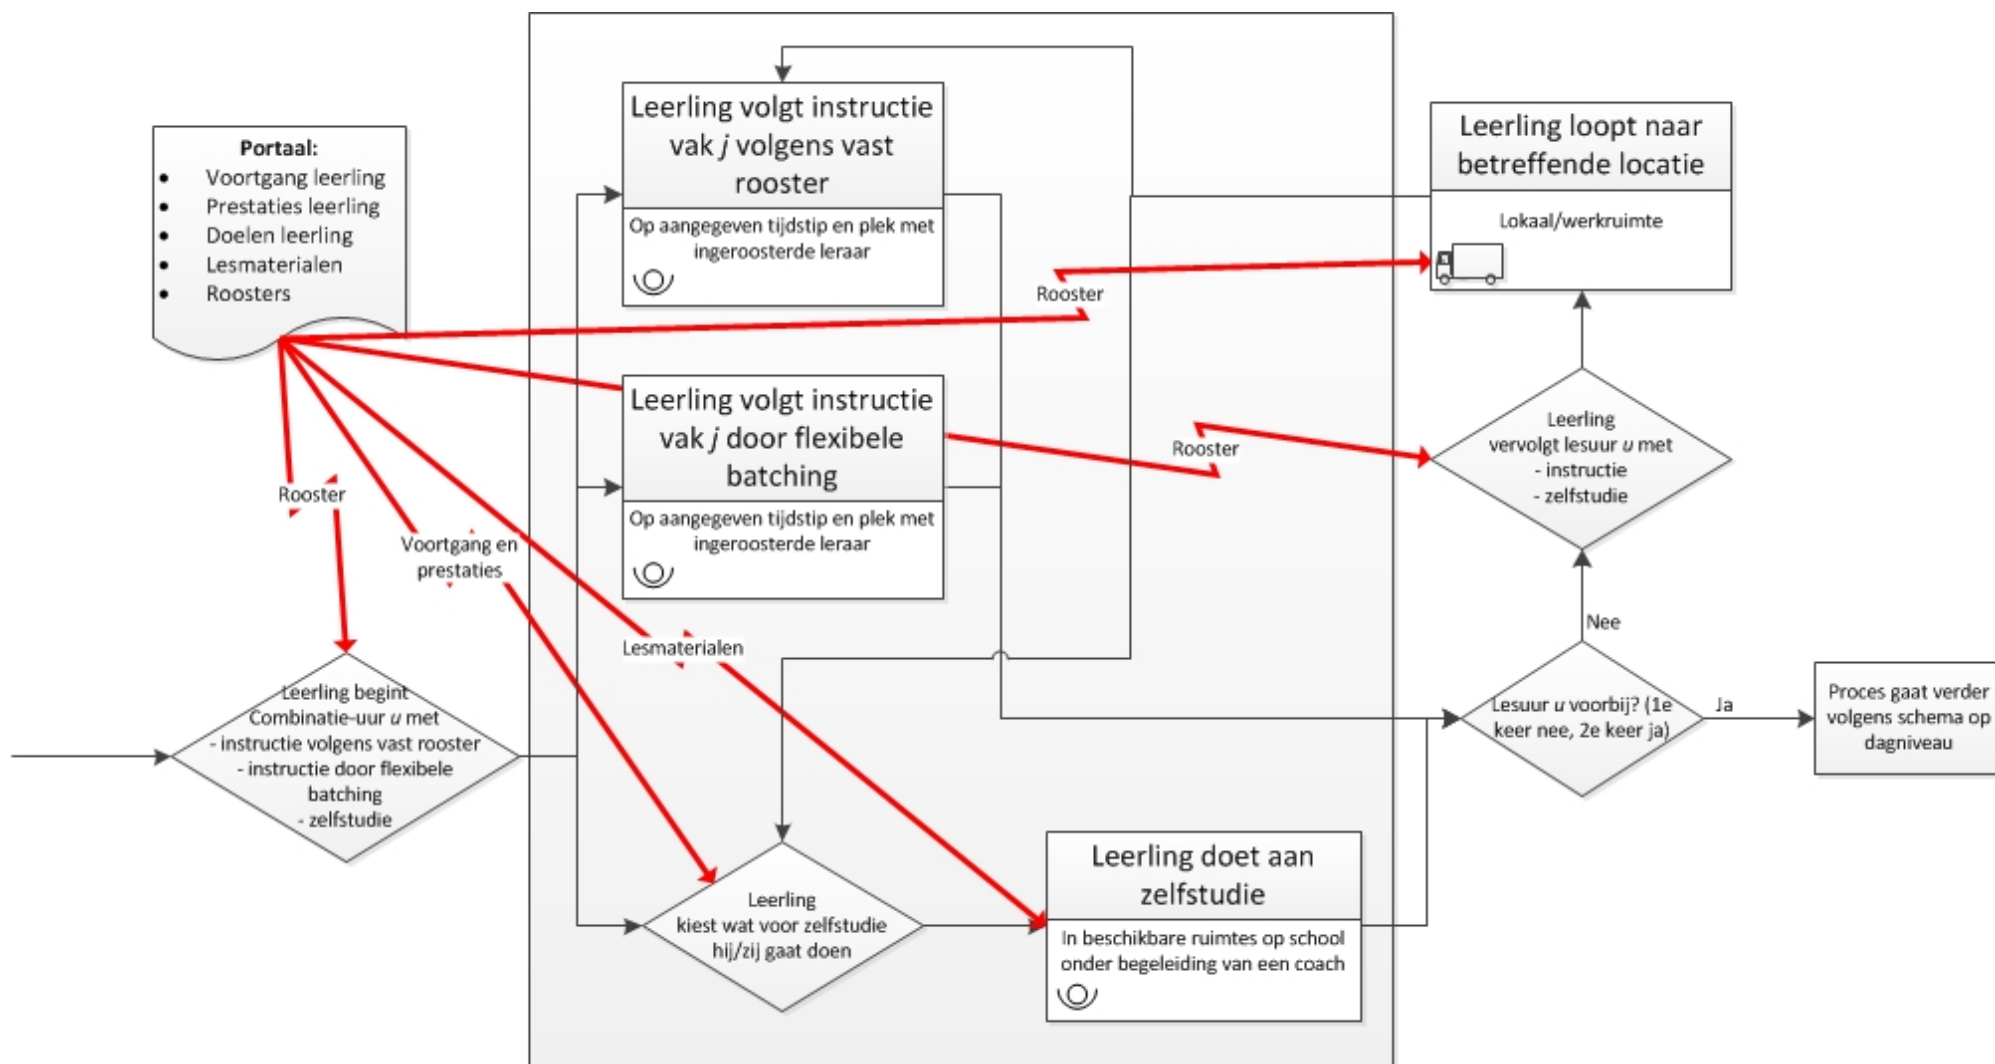 Portaal:
• Voortgang leerling
• Prestaties leerling
• Doelen leerling
• Lesmaterialen
• Roosters
Leerling volgt instructie
vak j volgens vast
rooster
Op aangegeven tijdstip en plek met
ingeroosterde leraar
Leerling loopt naar
betreffende locatie
Lokaal/werkruimte
Rooster
Leerling volgt instructie
vak j door flexibele
batching
Op aangegeven tijdstip en plek met
ingeroosterde leraar
Rooster
Leerling
vervolgt lesuur u met
- instructie
- zelfstudie
Rooster
Voortgang en
prestaties
Lesmaterialen
Nee
Leerling begint
Combinatie-uur u met
- instructie volgens vast rooster
- instructie door flexibele
batching
- zelfstudie
Lesuur u voorbij? (1e
keer nee, 2e keer ja)
Ja
Proces gaat verder
volgens schema op
dagniveau
Leerling
kiest wat voor zelfstudie
hij/zij gaat doen
Leerling doet aan
zelfstudie
In beschikbare ruimtes op school
onder begeleiding van een coach